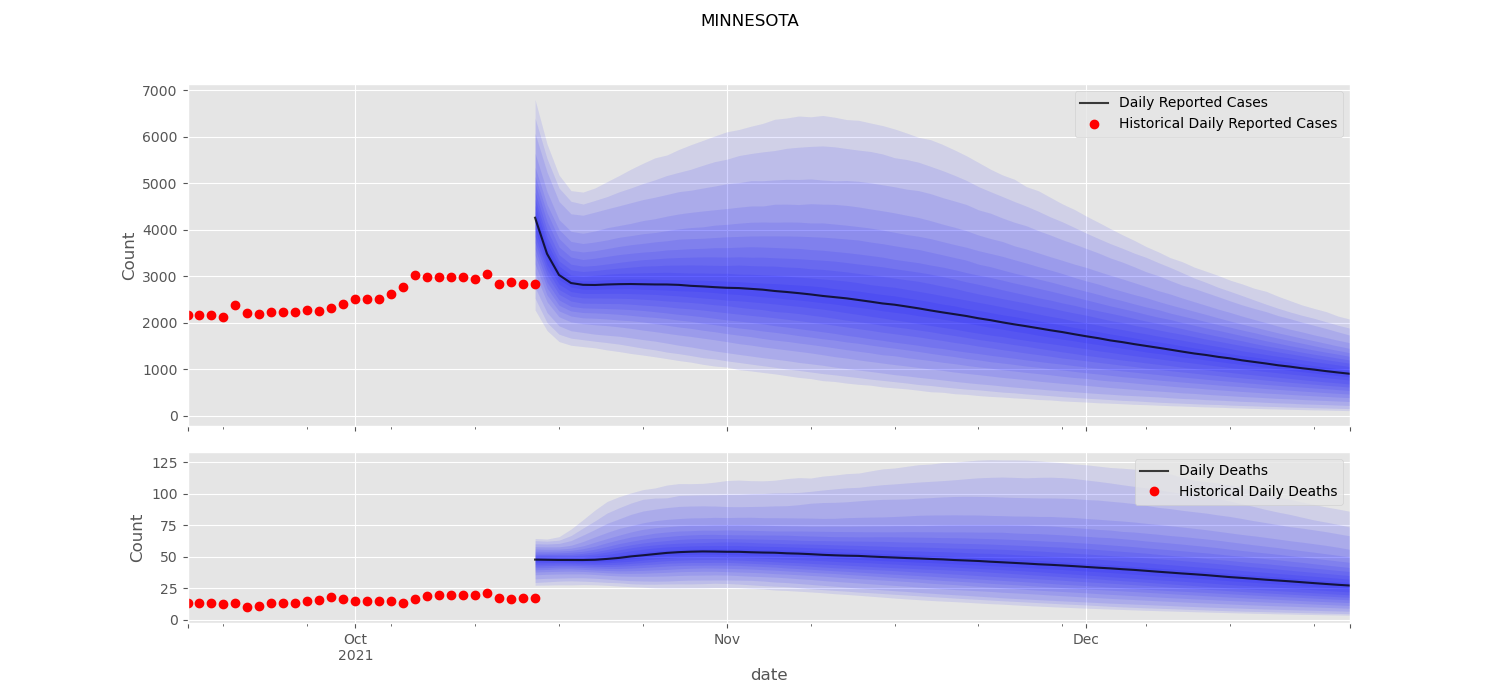 MINNESOTA
7000
6000
5000
4000
3000
2000
1000
0
Count
Daily Reported Cases
Historical Daily Reported Cases
125
100
75
50
25
0
Count
Daily Deaths
Historical Daily Deaths
Oct
2021
Nov
Dec
date